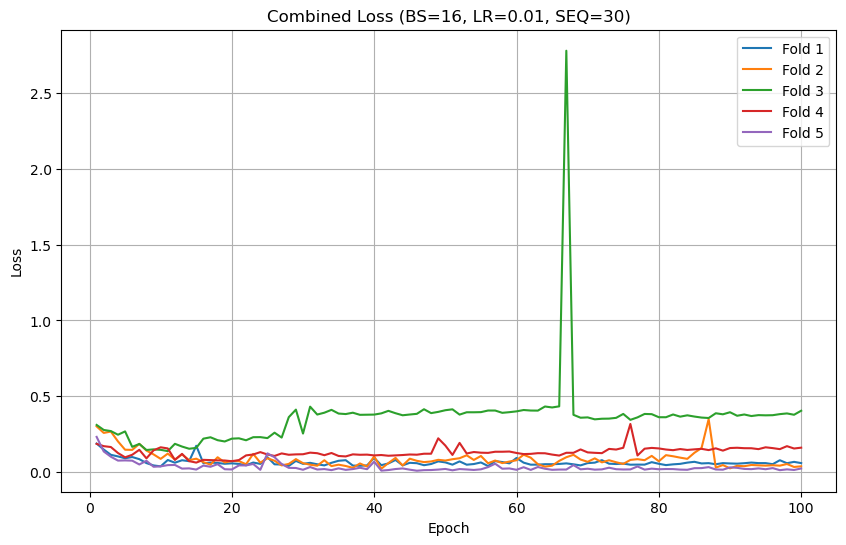 Combined Loss (BS=16, LR=0.01, SEQ=30)
Fold 1
Fold 2
Fold 3
Fold 4
Fold 5
2.5
2.0
1.5
1.0
0.5
0.0
Loss
0 20 40 60 80 100
Epoch